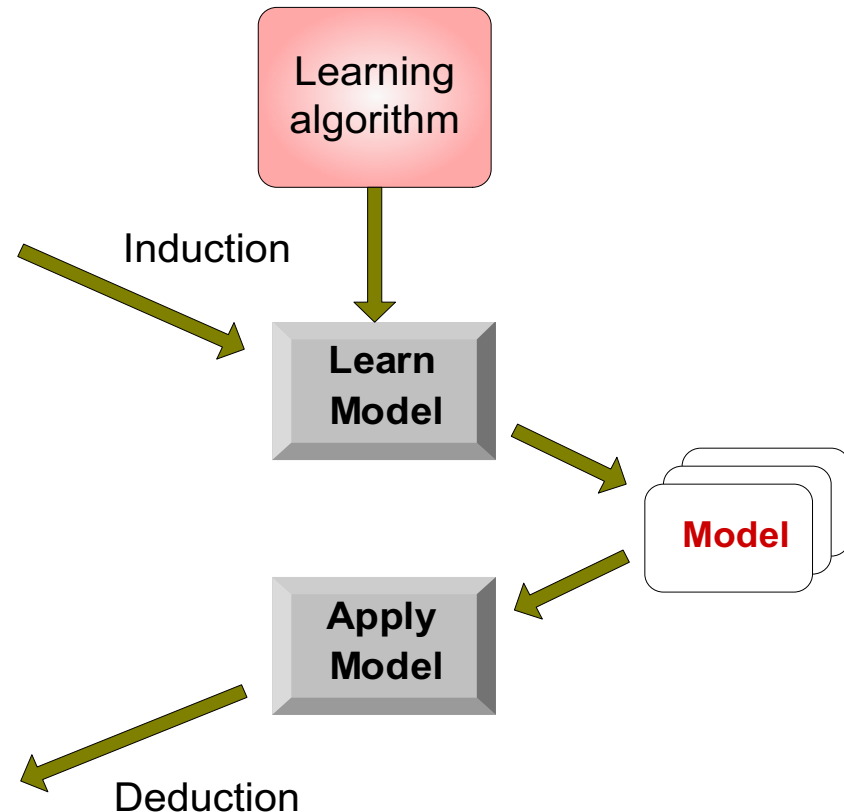 Learning
algorithm
Induction
Learn
Model
Model
Apply
Model
Deduction